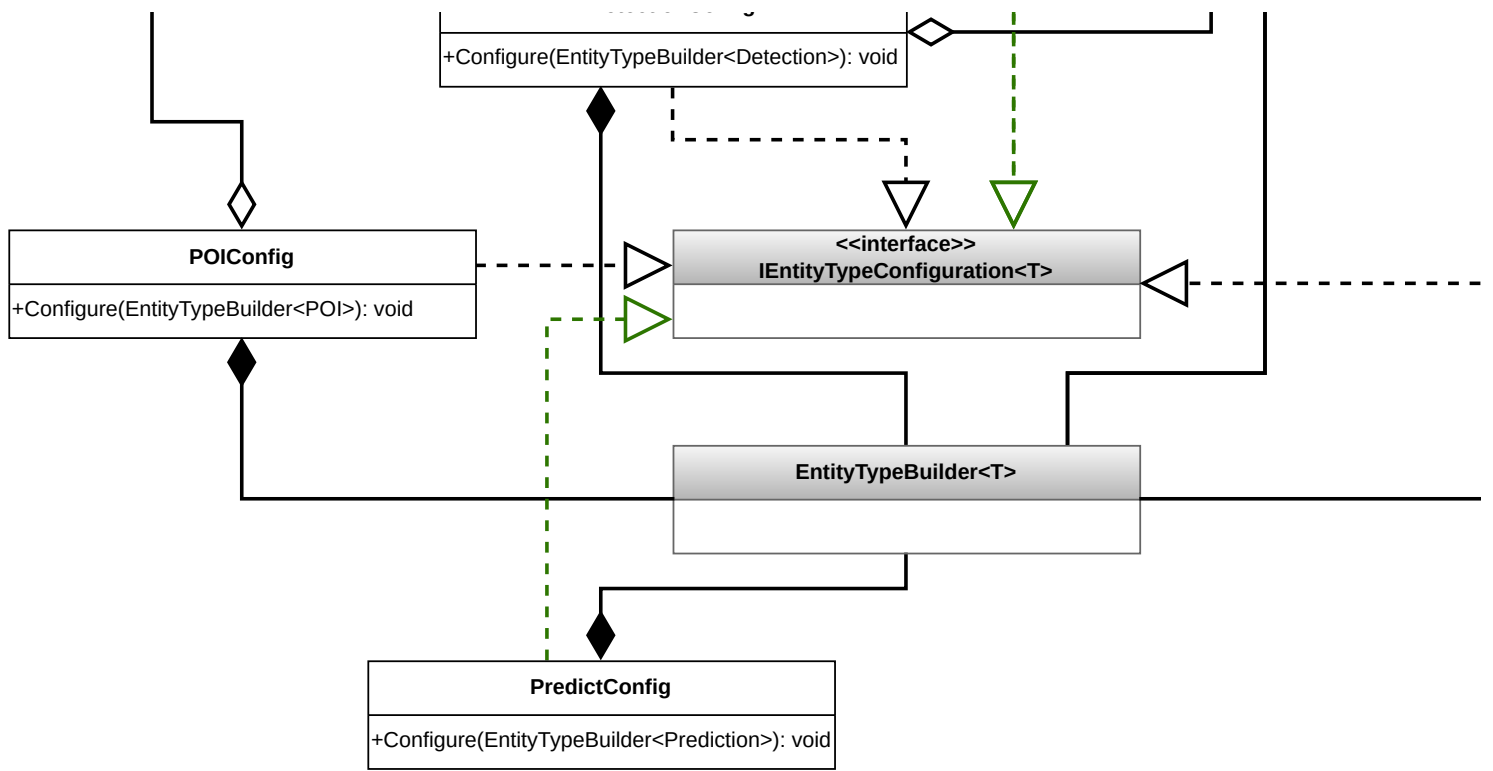 +Configure(EntityTypeBuilder<Detection>): void
POIConfig
+Configure(EntityTypeBuilder<POI>): void
<<interface>>
IEntityTypeConfiguration<T>
EntityTypeBuilder<T>
PredictConfig
+Configure(EntityTypeBuilder<Prediction>): void